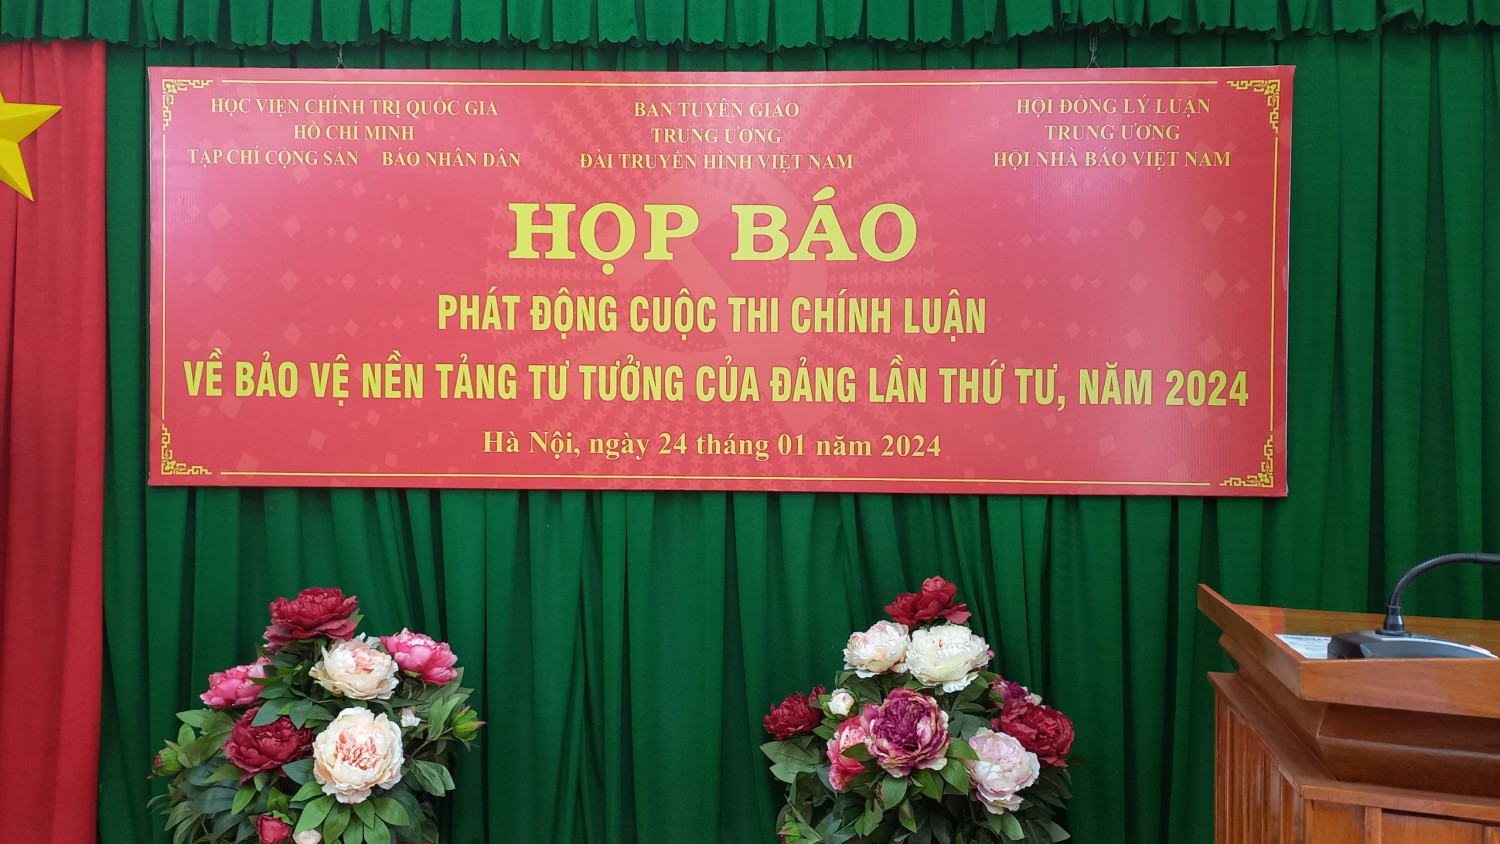 HỌC VIỆN CHÍNH TRỊ QUỐC GIA
HỒ CHÍ MINH
TẠP CHÍ CỘNG SẢN BÁO NHÂN DÂN
BAN TUYÊN GIÁO
TRUNG ƯƠNG
ĐÀI TRUYỀN HÌNH VIỆT NAM
HỘI ĐỒNG LÝ LUẬN
TRUNG ƯƠNG
HỘI NHÀ BÁO VIỆT NAM
HỌP BÁO
PHÁT ĐỘNG CUỘC THI CHÍNH LUẬN
VỀ BẢO VỆ NỀN TẢNG TƯ TƯỞNG CỦA ĐẢNG LẦN THỨ TƯ, NĂM 2024
Hà Nội, ngày 24 tháng 01 năm 2024